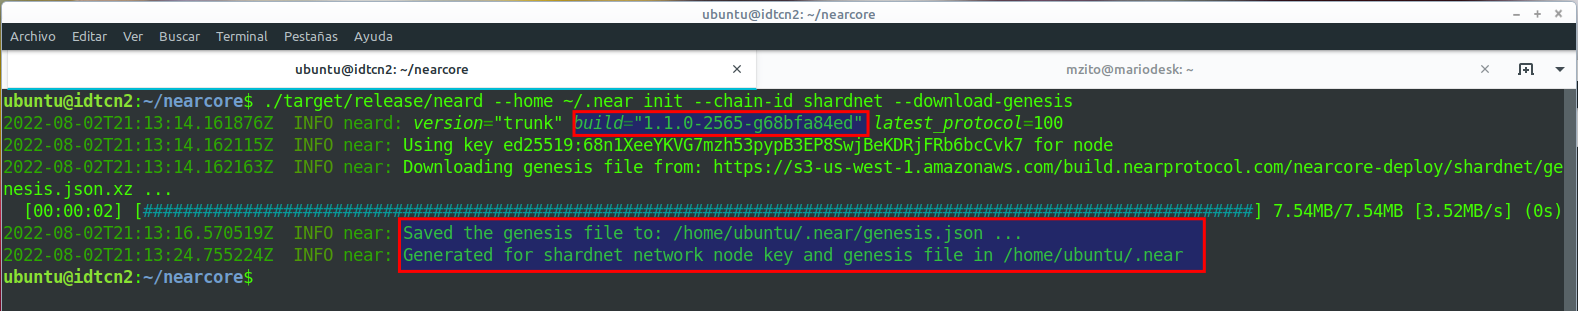 ubuntu@idtcn2: ~/nearcore
Archivo Editar Ver Buscar Terminal Pestañas Ayuda
ubuntu@idtcn2: ~/nearcore mzito@mariodesk: ~
ubuntu@idtcn2:~/nearcore$ ./target/release/neard --home ~/.near init --chain-id shardnet --download-genesis
2022-08-02T21:13:14.161876Z  INFO neard: version="trunk" build="1.1.0-2565-g68bfa84ed" latest_protocol=100
2022-08-02T21:13:14.162115Z  INFO near: Using key ed25519:68n1XeeYKVG7mzh53pypB3EP8SwjBeKDRjFRb6bcCvk7 for node
2022-08-02T21:13:14.162163Z  INFO near: Downloading genesis file from: https://s3-us-west-1.amazonaws.com/build.nearprotocol.com/nearcore-deploy/shardnet/ge
nesis.json.xz ...
[00:00:02] [###############################################################################################################] 7.54MB/7.54MB [3.52MB/s] (0s)
2022-08-02T21:13:16.570519Z  INFO near: Saved the genesis file to: /home/ubuntu/.near/genesis.json ...
2022-08-02T21:13:24.755224Z  INFO near: Generated for shardnet network node key and genesis file in /home/ubuntu/.near
ubuntu@idtcn2:~/nearcore$